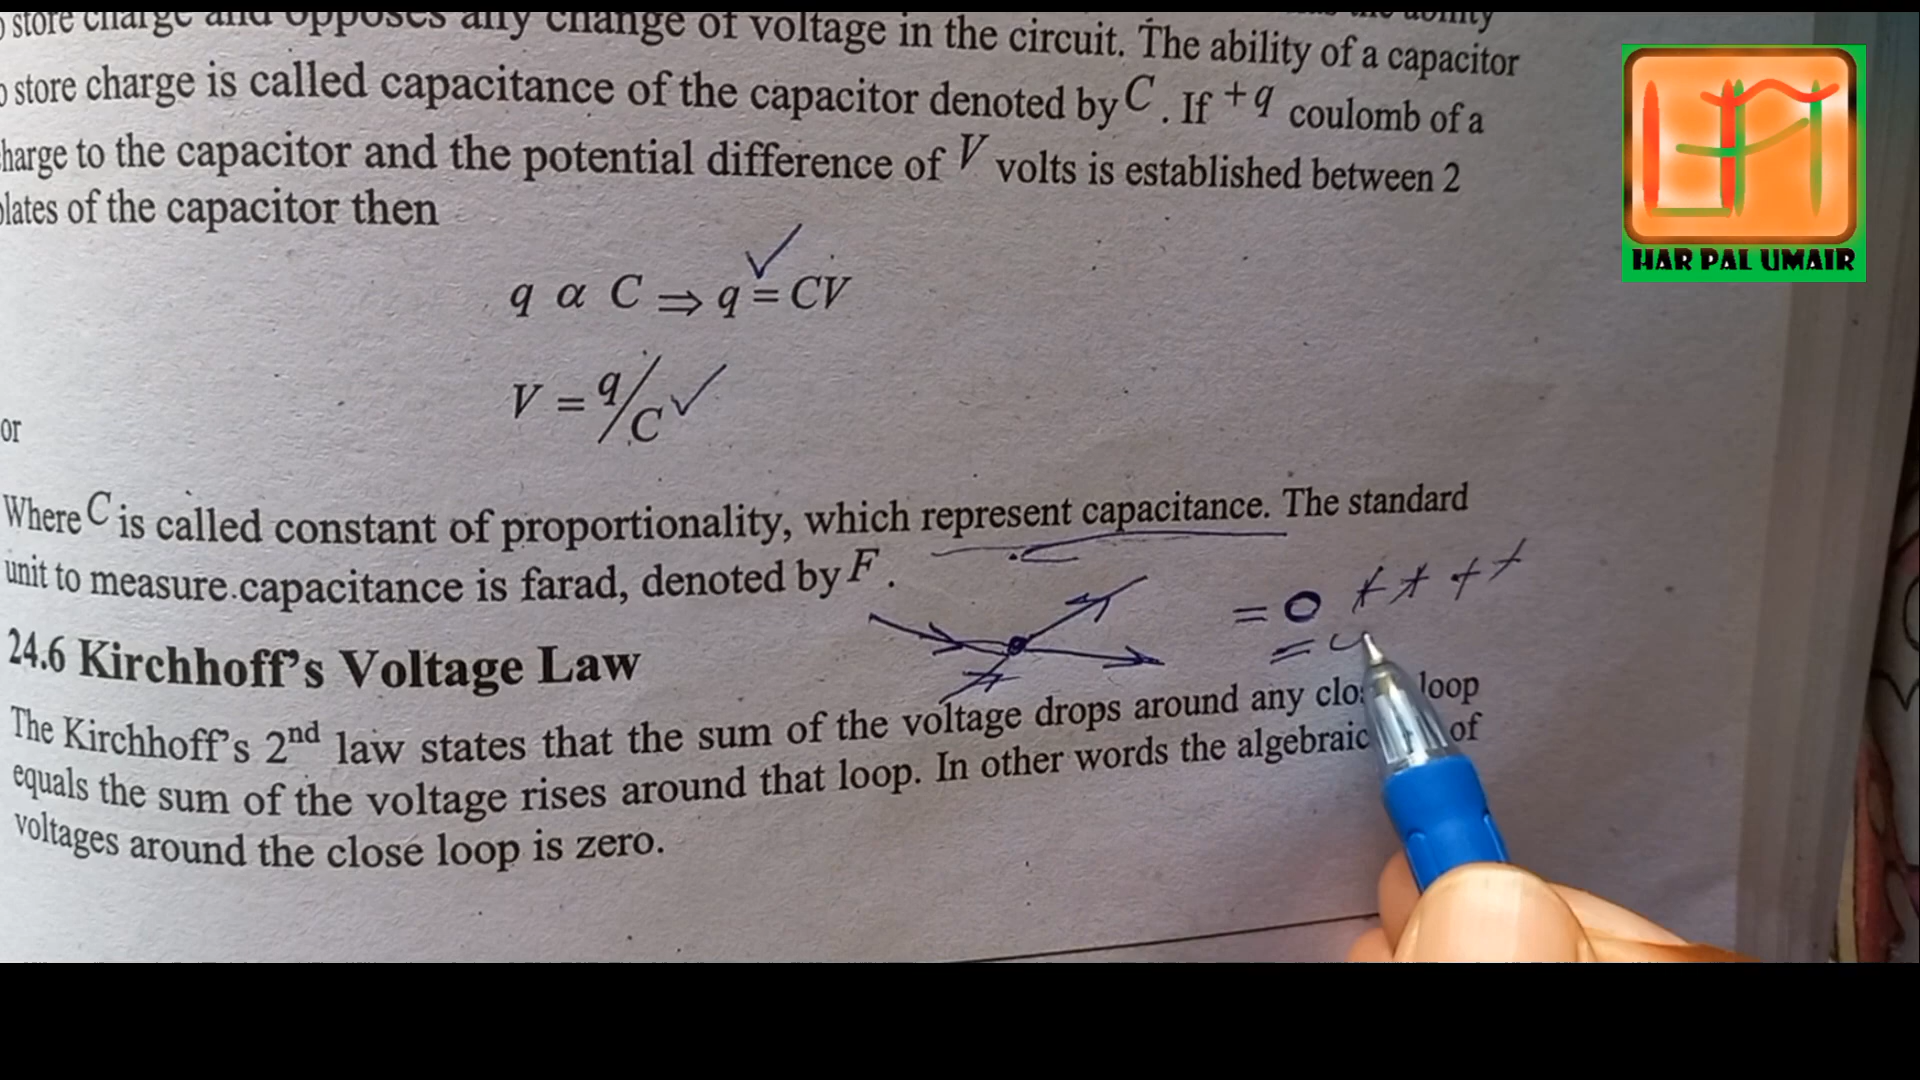 store charge and opposes any change of voltage in the circuit. The ability of a capacitor
store charge is called capacitance of the capacitor denoted by C. If +q coulomb of a
harge to the capacitor and the potential difference of V volts is established between 2
lates of the capacitor then
q α C ⇒ q = CV
V = q/C
or
Where C is called constant of proportionality, which represent capacitance. The standard
unit to measure capacitance is farad, denoted by F.
= 0 + + + +
=
24.6 Kirchhoff's Voltage Law
The Kirchhoff's 2nd law states that the sum of the voltage drops around any clo loop
equals the sum of the voltage rises around that loop. In other words the algebraic of
voltages around the close loop is zero.
HAR PAL UMAIR